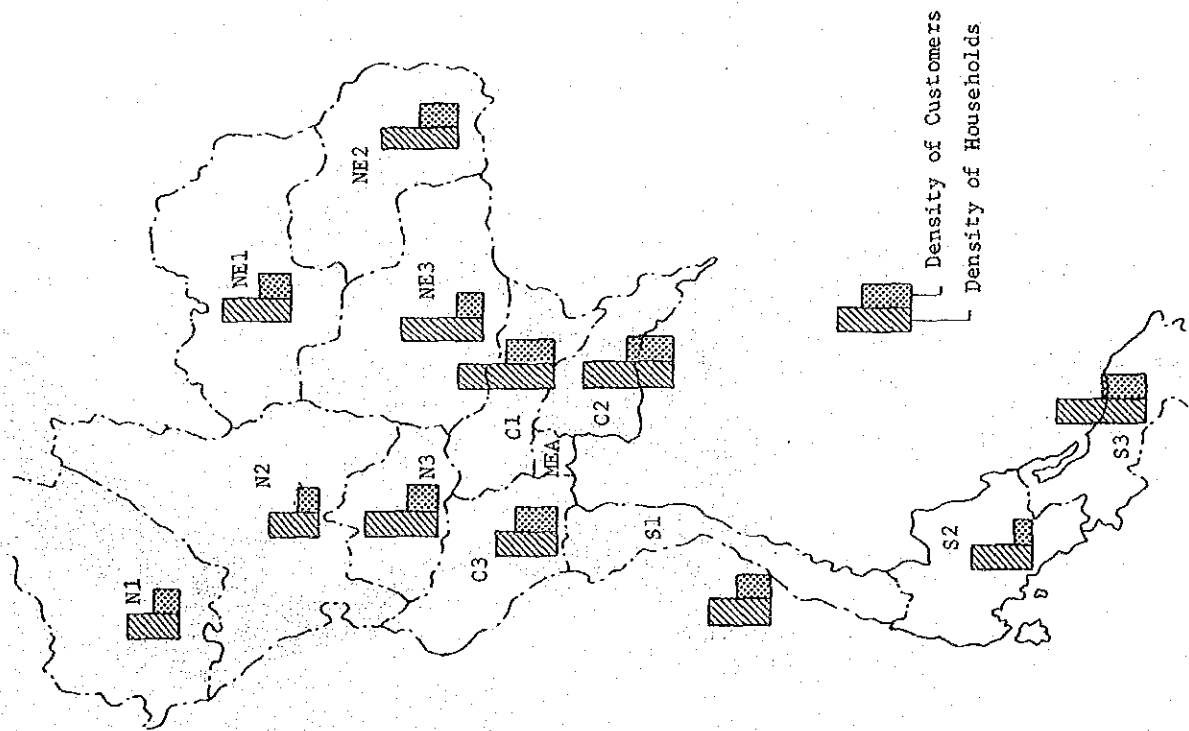 N1
N2
N3
NE1
NE2
NE3
C1
C2
C3
MEA
S1
S2
S3
Density of Customers
Density of Households